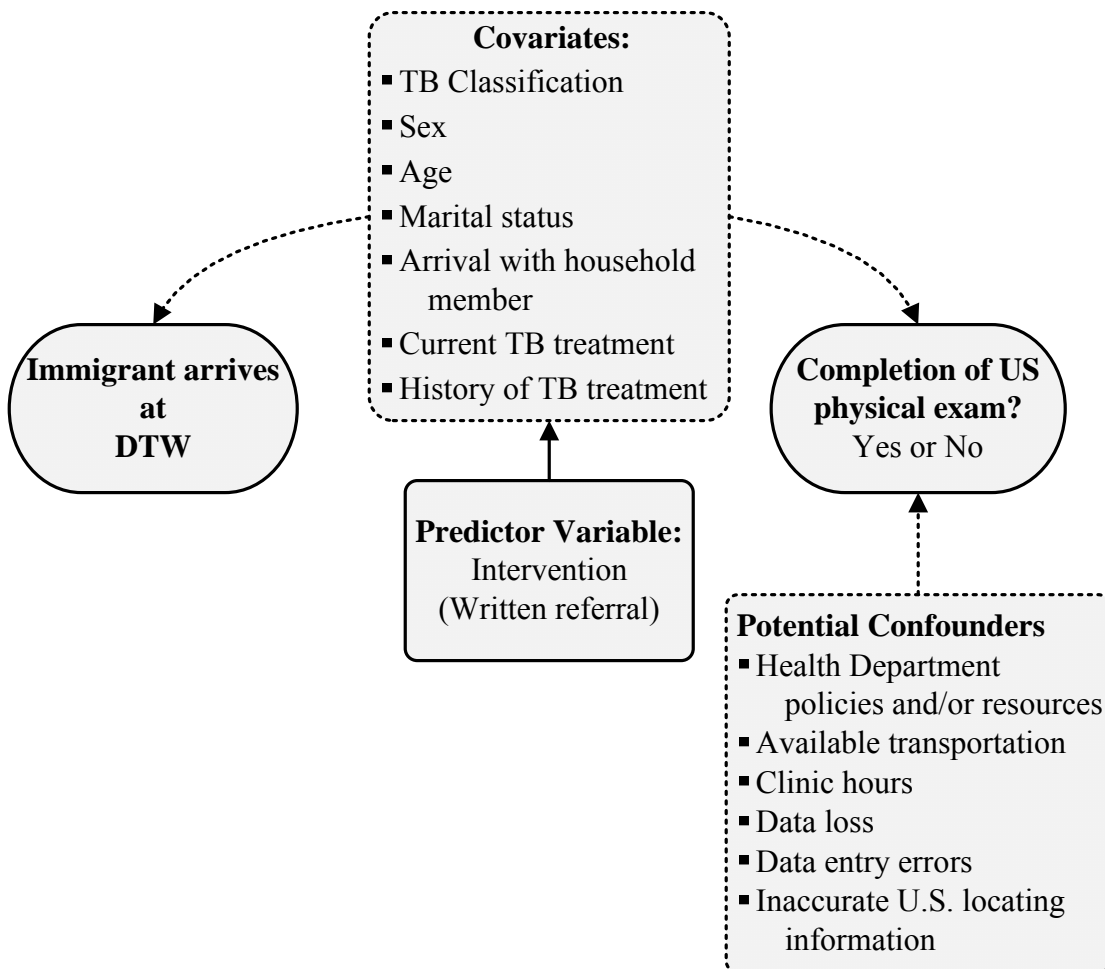 Covariates:
▪ TB Classification
▪ Sex
▪ Age
▪ Marital status
▪ Arrival with household
member
▪ Current TB treatment
▪ History of TB treatment
Immigrant arrives
at
DTW
Completion of US
physical exam?
Yes or No
Predictor Variable:
Intervention
(Written referral)
Potential Confounders
▪ Health Department
policies and/or resources
▪ Available transportation
▪ Clinic hours
▪ Data loss
▪ Data entry errors
▪ Inaccurate U.S. locating
information